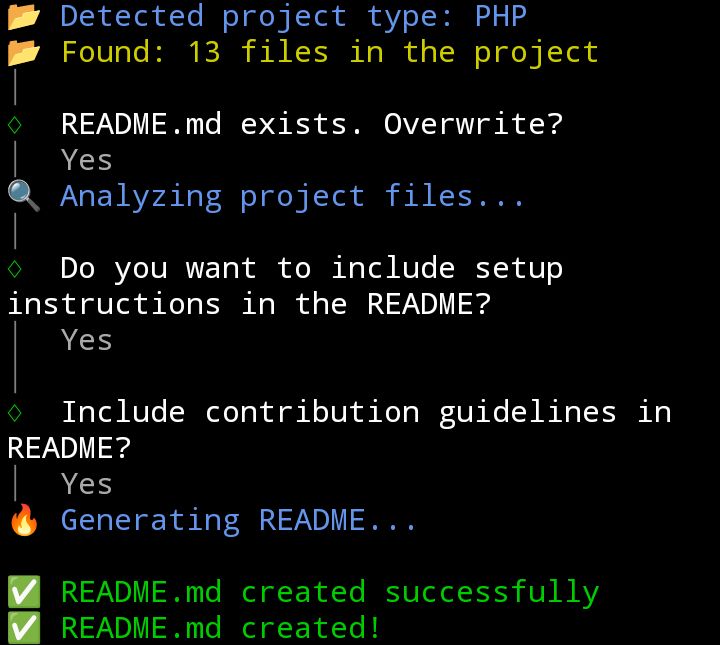 Detected project type: PHP
Found: 13 files in the project
README.md exists. Overwrite?
Yes
Analyzing project files...
Do you want to include setup
instructions in the README?
Yes
Include contribution guidelines in
README?
Yes
Generating README...
README.md created successfully
README.md created!